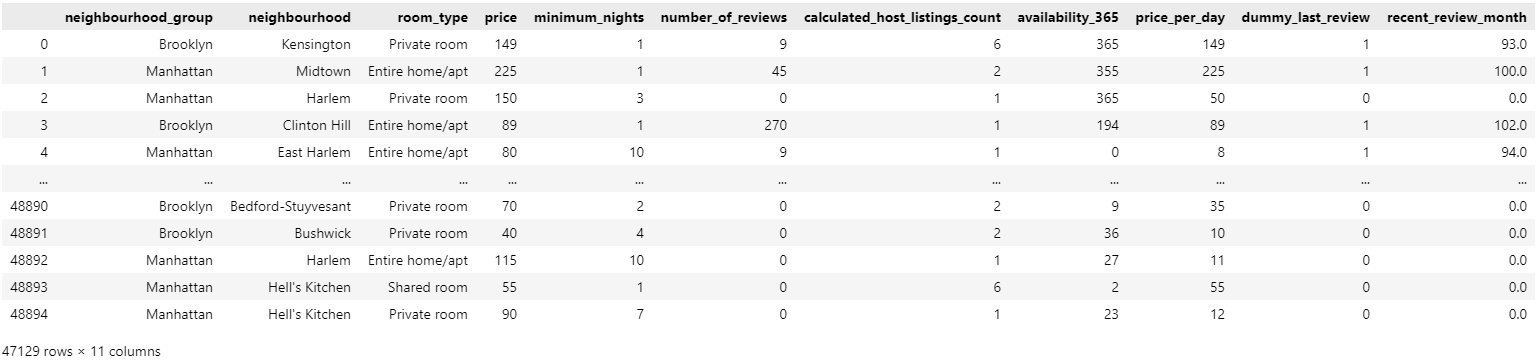 neighbourhood_group neighbourhood room_type price minimum_nights number_of_reviews calculated_host_listings_count availability_365 price_per_day dummy_last_review recent_review_month
0 Brooklyn Kensington Private room 149 1 9 6 365 149 1 93.0
1 Manhattan Midtown Entire home/apt 225 1 45 2 355 225 1 100.0
2 Manhattan Harlem Private room 150 3 0 1 365 50 0 0.0
3 Brooklyn Clinton Hill Entire home/apt 89 1 270 1 194 89 1 102.0
4 Manhattan East Harlem Entire home/apt 80 10 9 1 0 8 1 94.0
... ... ... ... ... ... ... ... ... ... ... ...
48890 Brooklyn Bedford-Stuyvesant Private room 70 2 0 2 9 35 0 0.0
48891 Brooklyn Bushwick Private room 40 4 0 2 36 10 0 0.0
48892 Manhattan Harlem Entire home/apt 115 10 0 1 27 11 0 0.0
48893 Manhattan Hell's Kitchen Shared room 55 1 0 6 2 55 0 0.0
48894 Manhattan Hell's Kitchen Private room 90 7 0 1 23 12 0 0.0
47129 rows × 11 columns